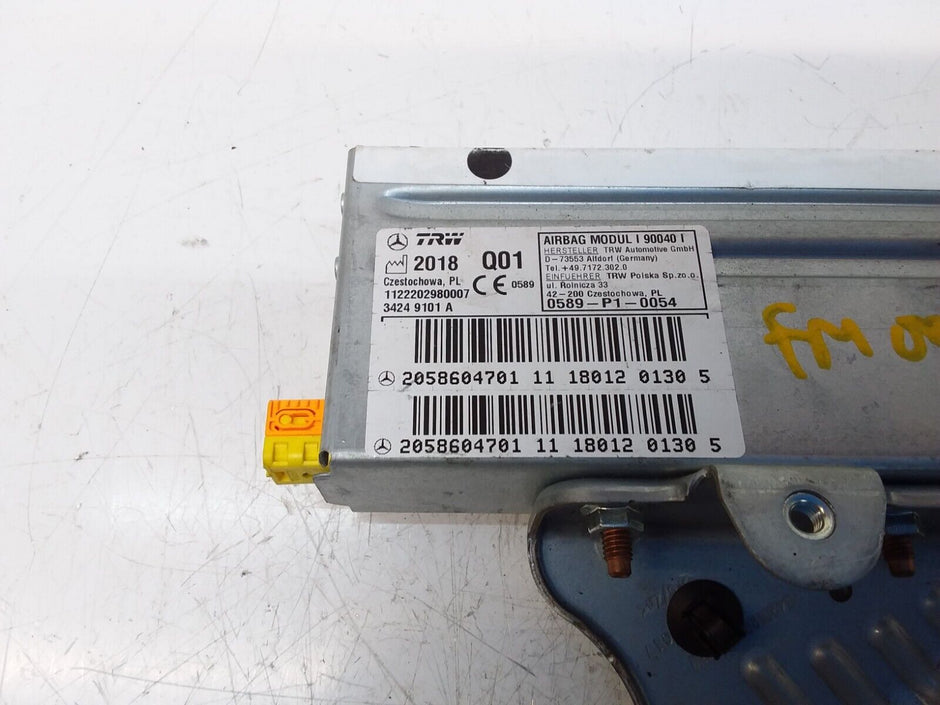 TRW
2018 Q01
Czestochowa, PL
CE 0589
1122202980007
3424 9101 A
AIRBAG MODUL I 90040 I
HERSTELLER TRW Automotive GmbH
D-73553 Alfdorf (Germany)
Tel.+49.7172.302.0
EINFUEHRER TRW Polska Sp.zo.o.
ul. Rolnicza 33
42-200 Czestochowa, PL
0589-P1-0054
2058604701 11 18012 0130 5
2058604701 11 18012 0130 5